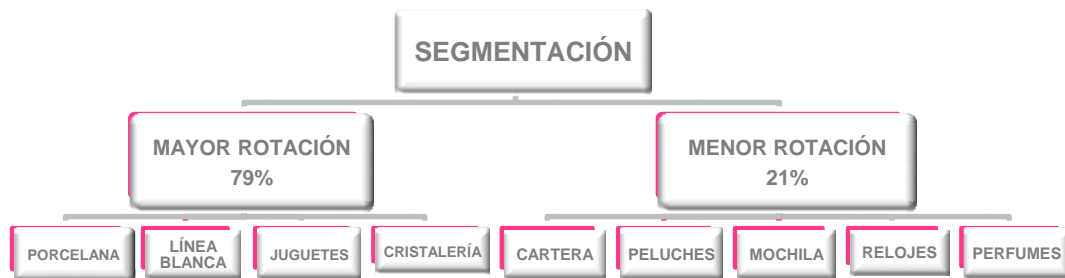 SEGMENTACIÓN
MAYOR ROTACIÓN
79%
MENOR ROTACIÓN
21%
PORCELANA
LÍNEA
BLANCA
JUGUETES
CRISTALERÍA
CARTERA
PELUCHES
MOCHILA
RELOJES
PERFUMES